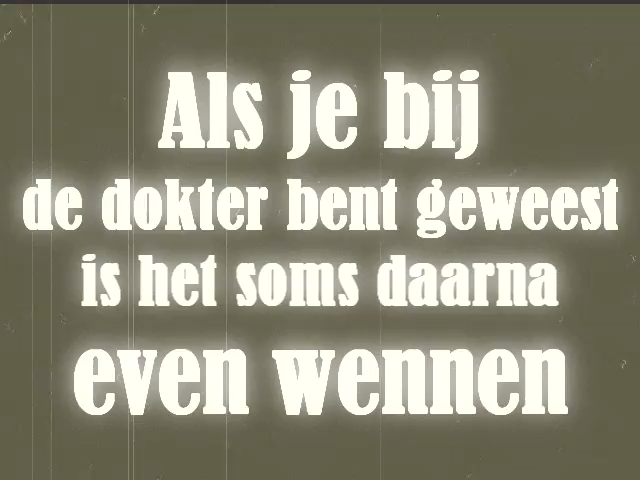 Als je bij
de dokter bent geweest
is het soms daarna
even wennen